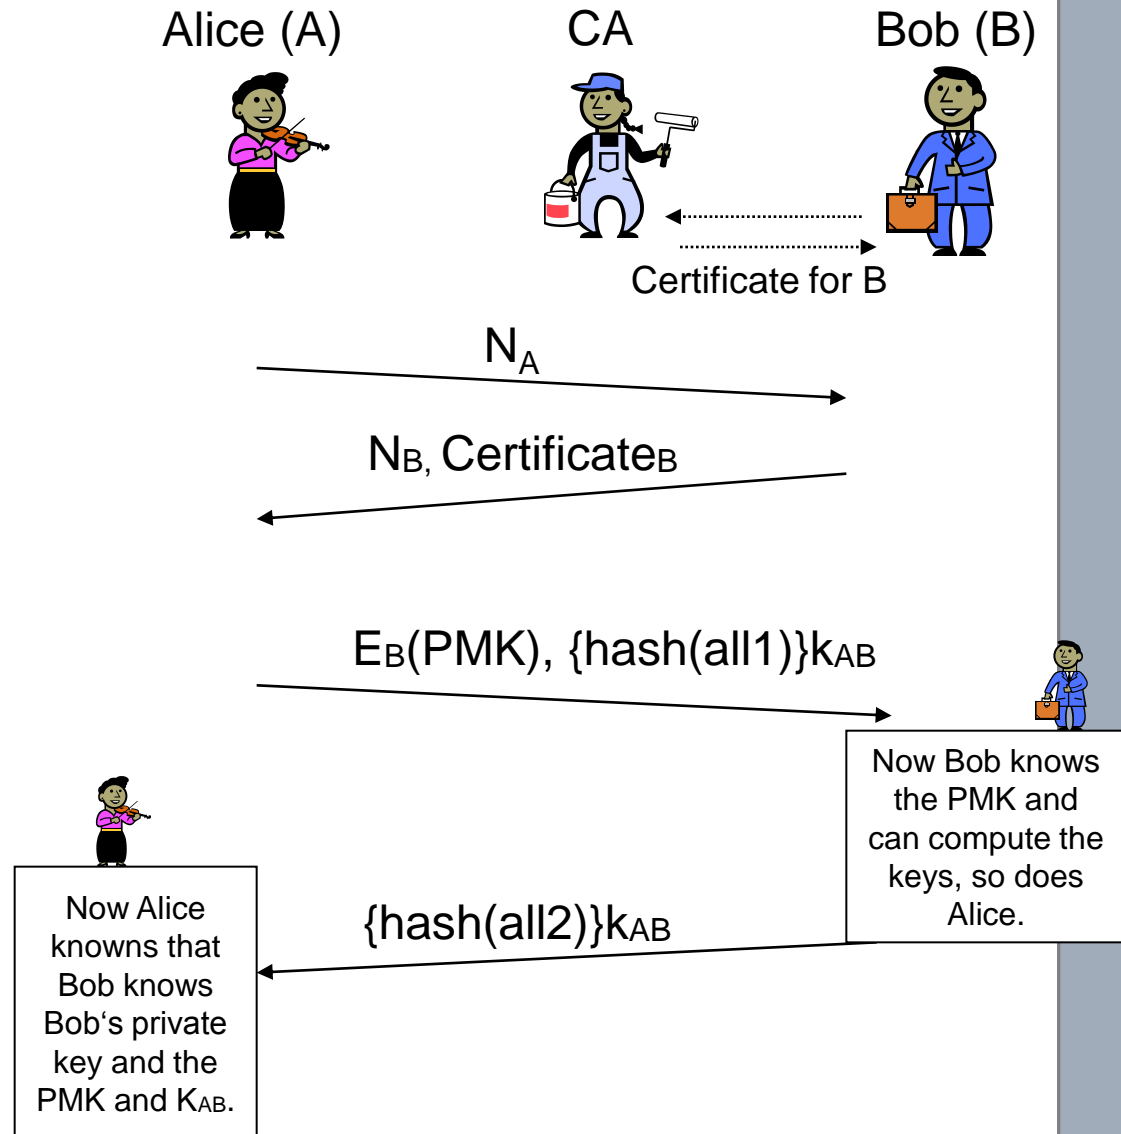 Alice (A)
CA
Bob (B)
Certificate for B
NA
NB, CertificateB
EB(PMK), {hash(all1)}kAB
Now Bob knows
the PMK and
can compute the
keys, so does
Alice.
{hash(all2)}kAB
Now Alice
knowns that
Bob knows
Bob‘s private
key and the
PMK and KAB.